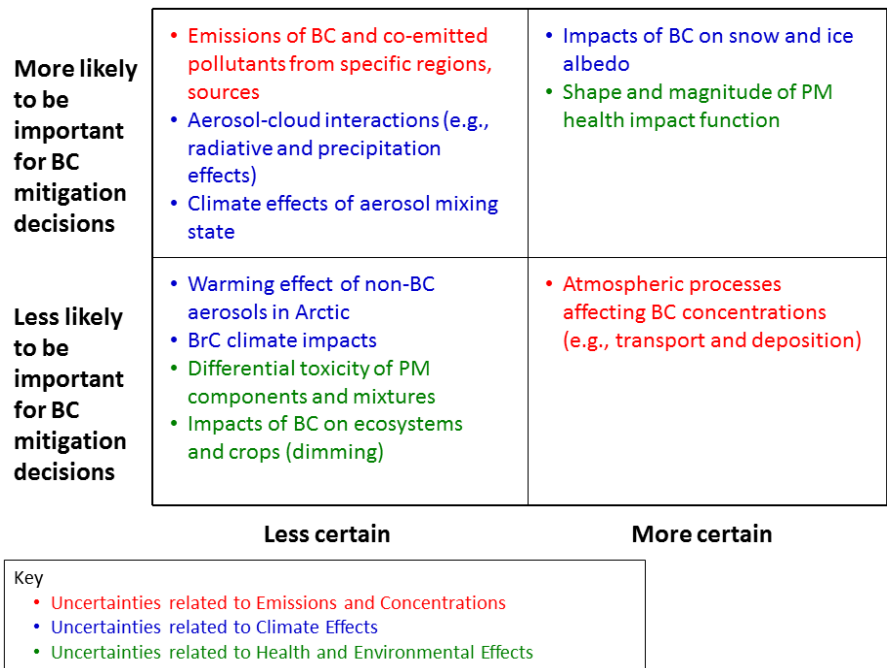 More likely
to be
important
for BC
mitigation
decisions
• Emissions of BC and co-emitted
pollutants from specific regions,
sources
• Aerosol-cloud interactions (e.g.,
radiative and precipitation
effects)
• Climate effects of aerosol mixing
state
• Impacts of BC on snow and ice
albedo
• Shape and magnitude of PM
health impact function
Less likely
to be
important
for BC
mitigation
decisions
• Warming effect of non-BC
aerosols in Arctic
• BrC climate impacts
• Differential toxicity of PM
components and mixtures
• Impacts of BC on ecosystems
and crops (dimming)
• Atmospheric processes
affecting BC concentrations
(e.g., transport and deposition)
Less certain
More certain
Key
• Uncertainties related to Emissions and Concentrations
• Uncertainties related to Climate Effects
• Uncertainties related to Health and Environmental Effects